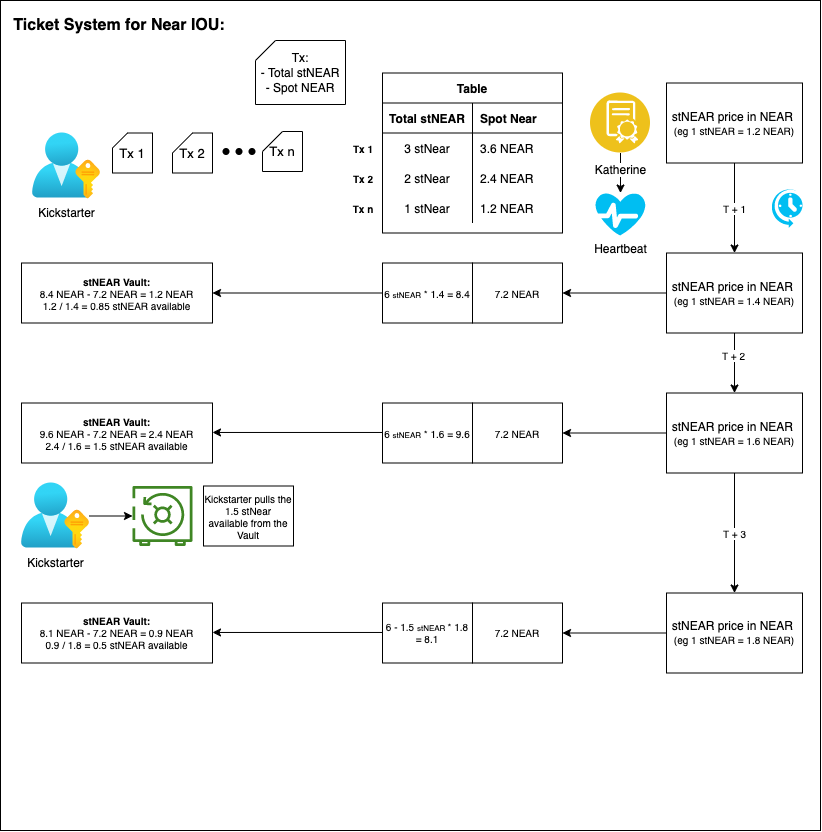 Ticket System for Near IOU:
Tx:
- Total stNEAR
- Spot NEAR
Kickstarter
Tx 1
Tx 2
Tx n
Table
Total stNEAR Spot Near
Tx 1 3 stNear 3.6 NEAR
Tx 2 2 stNear 2.4 NEAR
Tx n 1 stNear 1.2 NEAR
Katherine
Heartbeat
stNEAR price in NEAR
(eg 1 stNEAR = 1.2 NEAR)
T + 1
stNEAR Vault:
8.4 NEAR - 7.2 NEAR = 1.2 NEAR
1.2 / 1.4 = 0.85 stNEAR available
6 stNEAR * 1.4 = 8.4
7.2 NEAR
stNEAR price in NEAR
(eg 1 stNEAR = 1.4 NEAR)
T + 2
stNEAR Vault:
9.6 NEAR - 7.2 NEAR = 2.4 NEAR
2.4 / 1.6 = 1.5 stNEAR available
6 stNEAR * 1.6 = 9.6
7.2 NEAR
stNEAR price in NEAR
(eg 1 stNEAR = 1.6 NEAR)
Kickstarter
Kickstarter pulls the
1.5 stNear
available from the
Vault
T + 3
stNEAR Vault:
8.1 NEAR - 7.2 NEAR = 0.9 NEAR
0.9 / 1.8 = 0.5 stNEAR available
6 - 1.5 stNEAR * 1.8
= 8.1
7.2 NEAR
stNEAR price in NEAR
(eg 1 stNEAR = 1.8 NEAR)